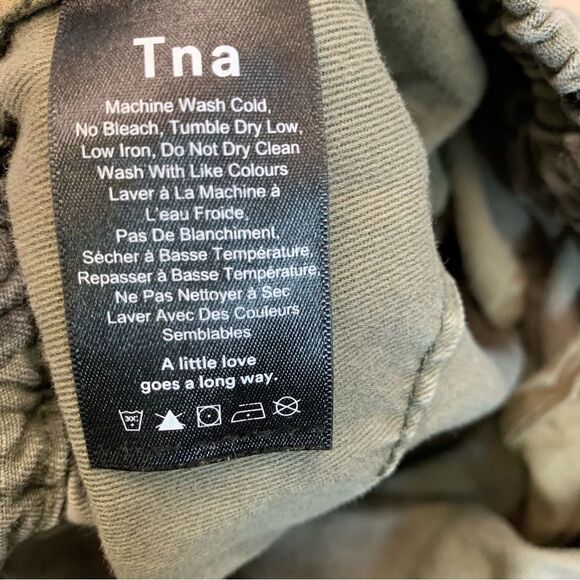 Tna
Machine Wash Cold,
No Bleach, Tumble Dry Low,
Low Iron, Do Not Dry Clean
Wash With Like Colours
Laver à La Machine à
L'eau Froide,
Pas De Blanchiment,
Sécher à Basse Température,
Repasser à Basse Température,
Ne Pas Nettoyer à Sec
Laver Avec Des Couleurs
Semblables
A little love
goes a long way.
30C